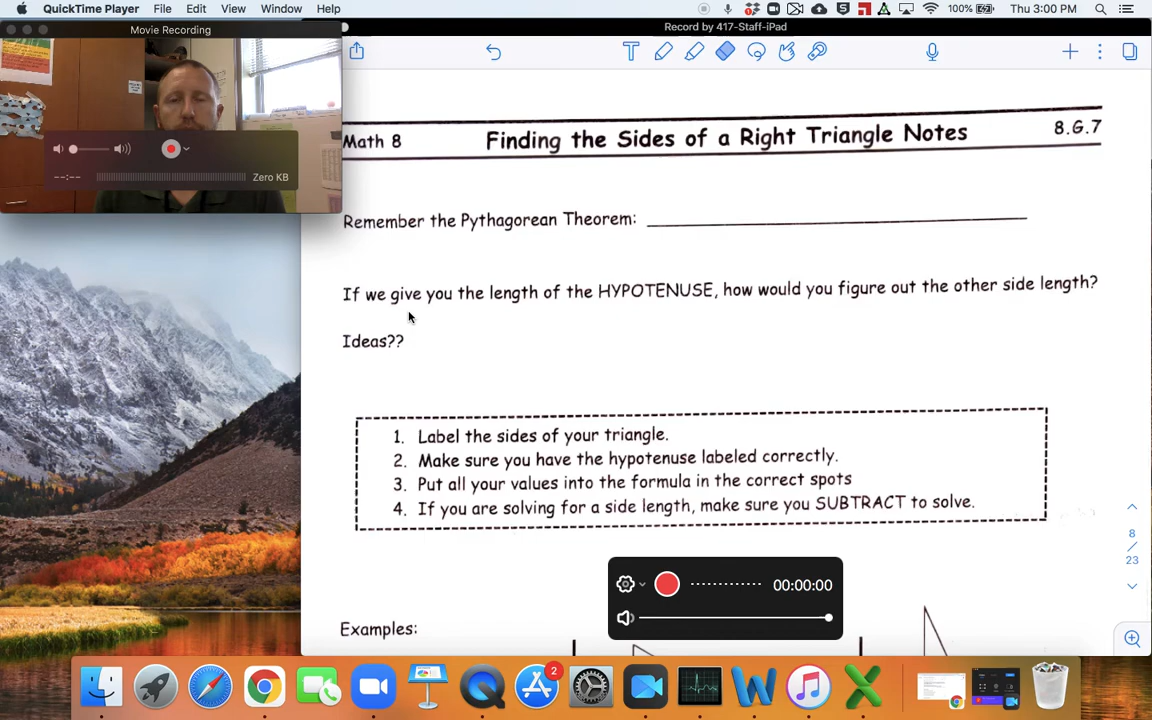 QuickTime Player File Edit View Window Help 100% Thu 3:00 PM
Movie Recording
Record by 417-Staff-iPad
--:-- Zero KB
Math 8 Finding the Sides of a Right Triangle Notes 8.G.7
Remember the Pythagorean Theorem:
If we give you the length of the HYPOTENUSE, how would you figure out the other side length?
Ideas??
1. Label the sides of your triangle.
2. Make sure you have the hypotenuse labeled correctly.
3. Put all your values into the formula in the correct spots
4. If you are solving for a side length, make sure you SUBTRACT to solve.
8
/
23
00:00:00
Examples:
2